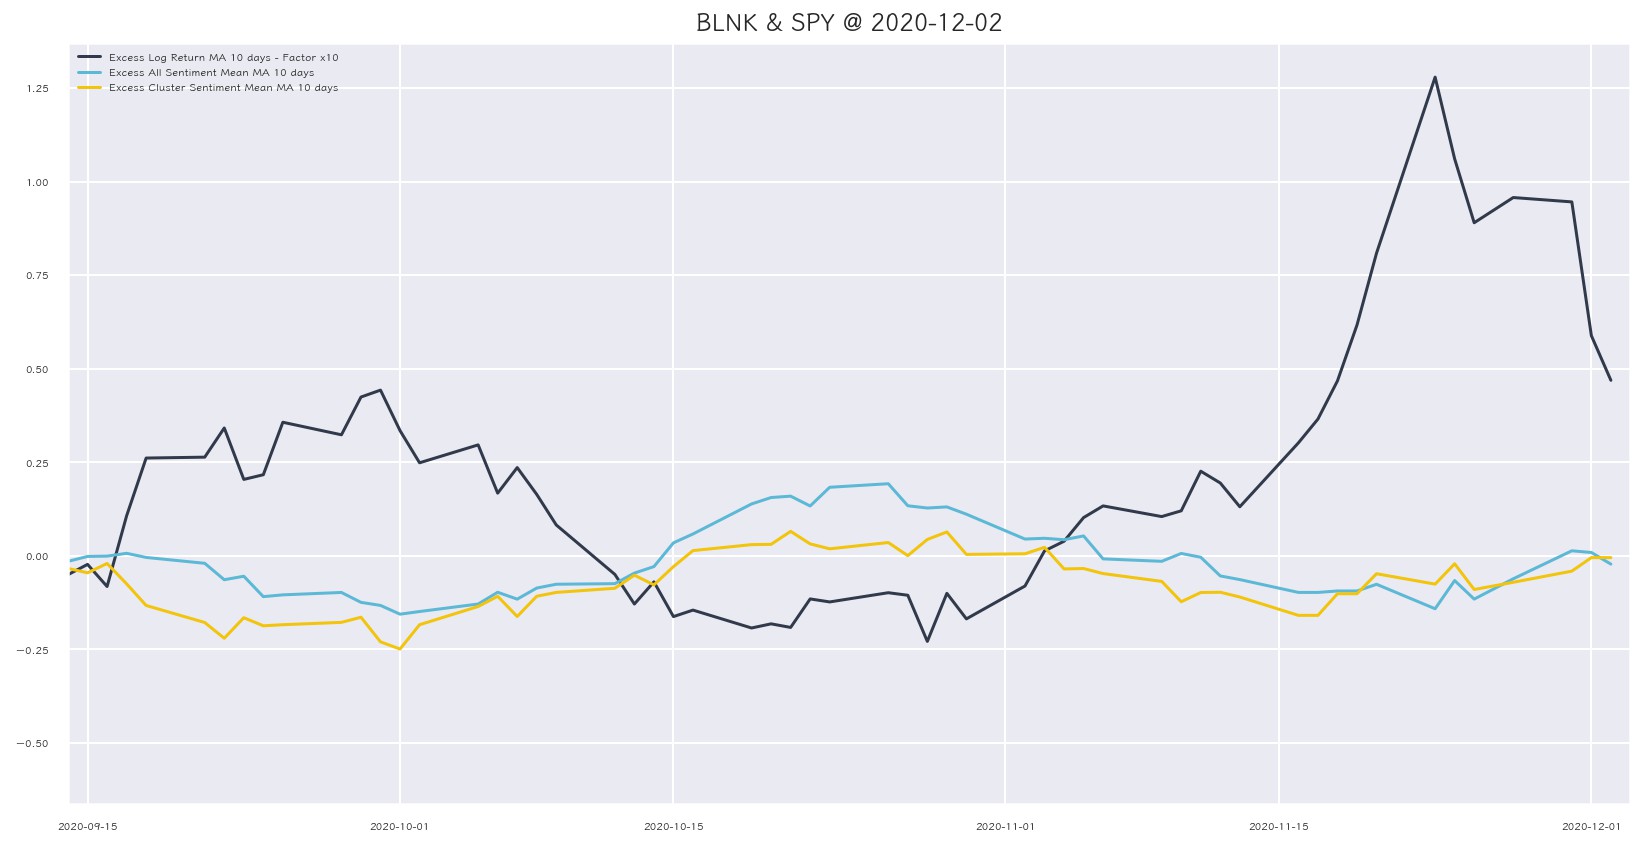 BLNK & SPY @ 2020-12-02
Excess Log Return MA 10 days - Factor x10
Excess All Sentiment Mean MA 10 days
Excess Cluster Sentiment Mean MA 10 days
1.25
1.00
0.75
0.50
0.25
0.00
−0.25
−0.50
2020-09-15 2020-10-01 2020-10-15 2020-11-01 2020-11-15 2020-12-01